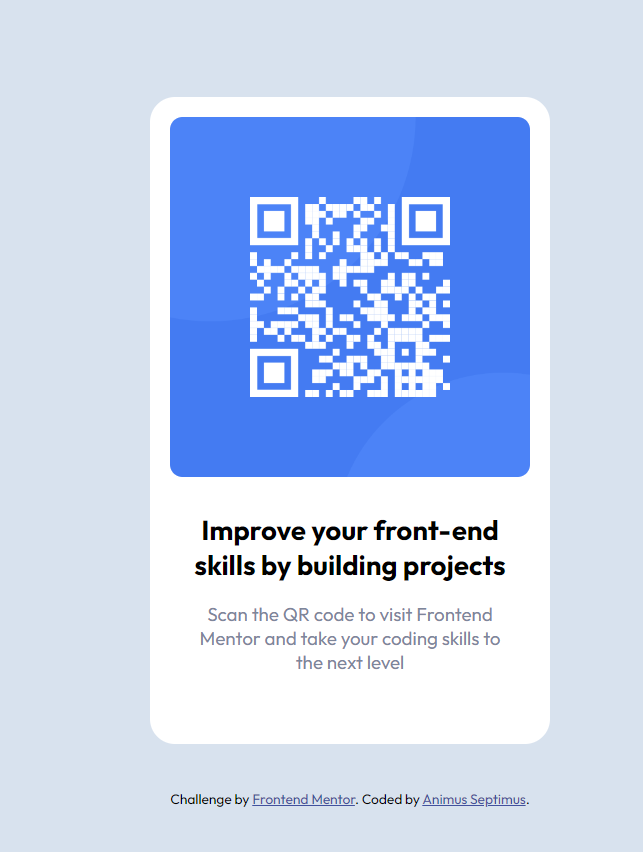 Improve your front-end
skills by building projects
Scan the QR code to visit Frontend
Mentor and take your coding skills to
the next level
Challenge by Frontend Mentor. Coded by Animus Septimus.